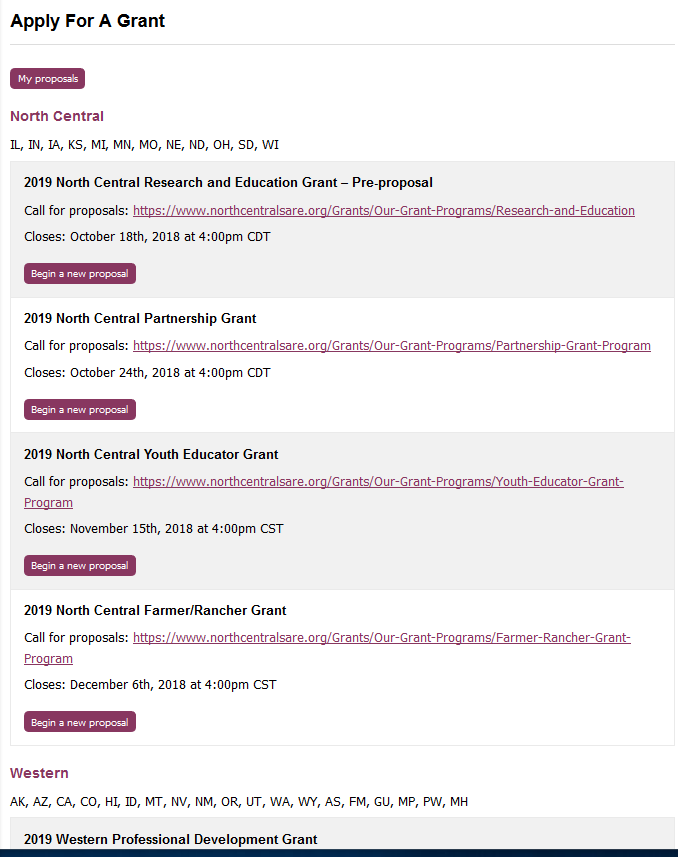 Apply For A Grant
My proposals
North Central
IL, IN, IA, KS, MI, MN, MO, NE, ND, OH, SD, WI
2019 North Central Research and Education Grant – Pre-proposal
Call for proposals: https://www.northcentralsare.org/Grants/Our-Grant-Programs/Research-and-Education
Closes: October 18th, 2018 at 4:00pm CDT
Begin a new proposal
2019 North Central Partnership Grant
Call for proposals: https://www.northcentralsare.org/Grants/Our-Grant-Programs/Partnership-Grant-Program
Closes: October 24th, 2018 at 4:00pm CDT
Begin a new proposal
2019 North Central Youth Educator Grant
Call for proposals: https://www.northcentralsare.org/Grants/Our-Grant-Programs/Youth-Educator-Grant-
Program
Closes: November 15th, 2018 at 4:00pm CST
Begin a new proposal
2019 North Central Farmer/Rancher Grant
Call for proposals: https://www.northcentralsare.org/Grants/Our-Grant-Programs/Farmer-Rancher-Grant-
Program
Closes: December 6th, 2018 at 4:00pm CST
Begin a new proposal
Western
AK, AZ, CA, CO, HI, ID, MT, NV, NM, OR, UT, WA, WY, AS, FM, GU, MP, PW, MH
2019 Western Professional Development Grant